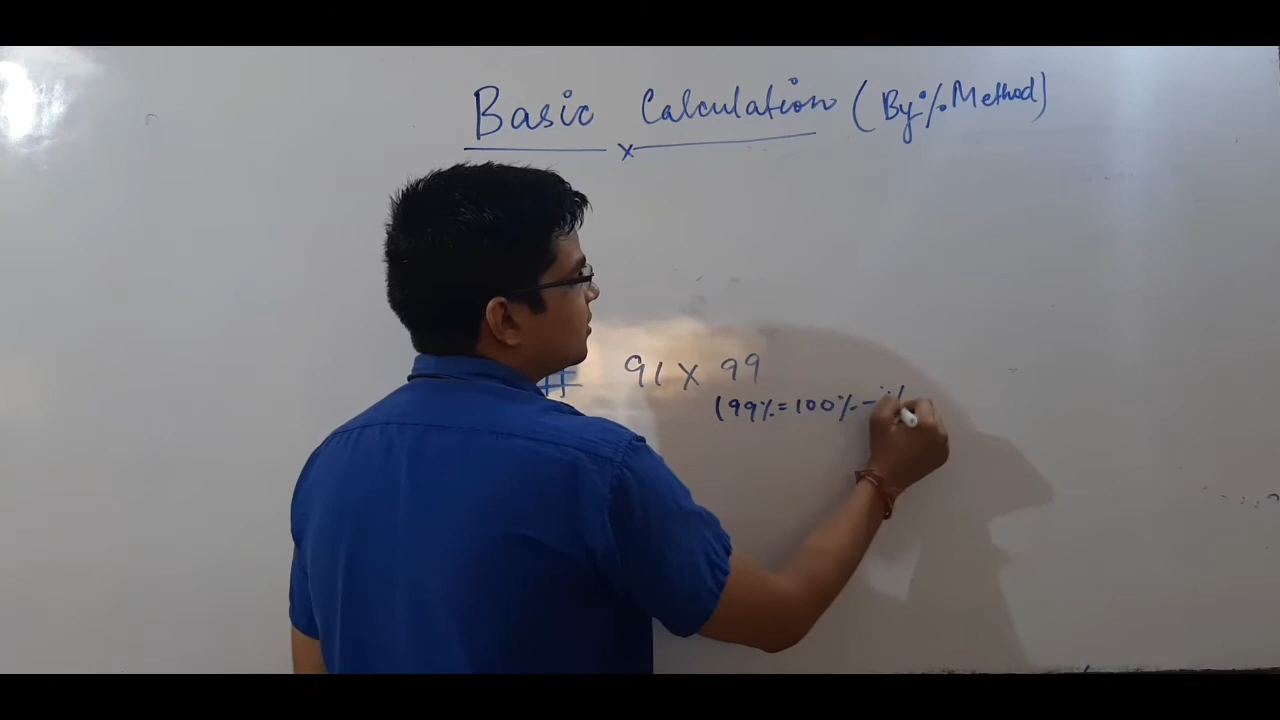 Basic Calculation (By % Method)
x
# 91 x 99
(99% = 100% -